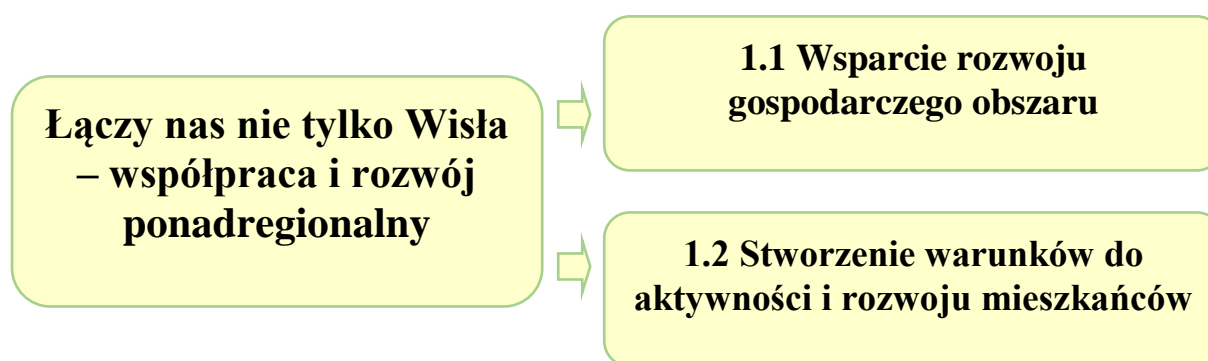 Łączy nas nie tylko Wisła
– współpraca i rozwój
ponadregionalny
1.1 Wsparcie rozwoju
gospodarczego obszaru
1.2 Stworzenie warunków do
aktywności i rozwoju mieszkańców